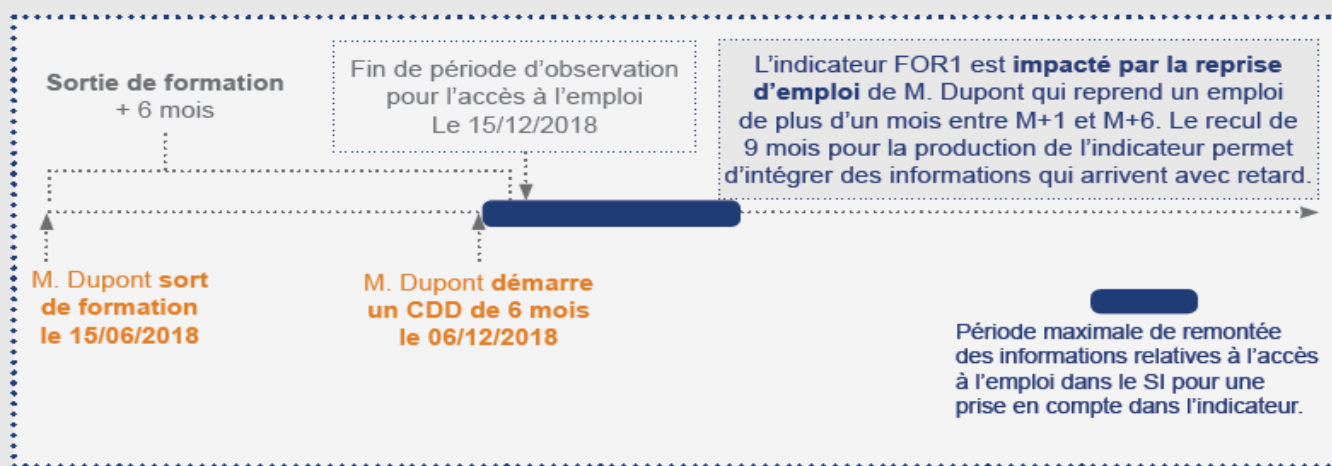 Sortie de formation
+ 6 mois
Fin de période d'observation
pour l'accès à l'emploi
Le 15/12/2018
L'indicateur FOR1 est impacté par la reprise
d'emploi de M. Dupont qui reprend un emploi
de plus d'un mois entre M+1 et M+6. Le recul de
9 mois pour la production de l'indicateur permet
d'intégrer des informations qui arrivent avec retard.
M. Dupont sort
de formation
le 15/06/2018
M. Dupont démarre
un CDD de 6 mois
le 06/12/2018
Période maximale de remontée
des informations relatives à l'accès
à l'emploi dans le SI pour une
prise en compte dans l'indicateur.